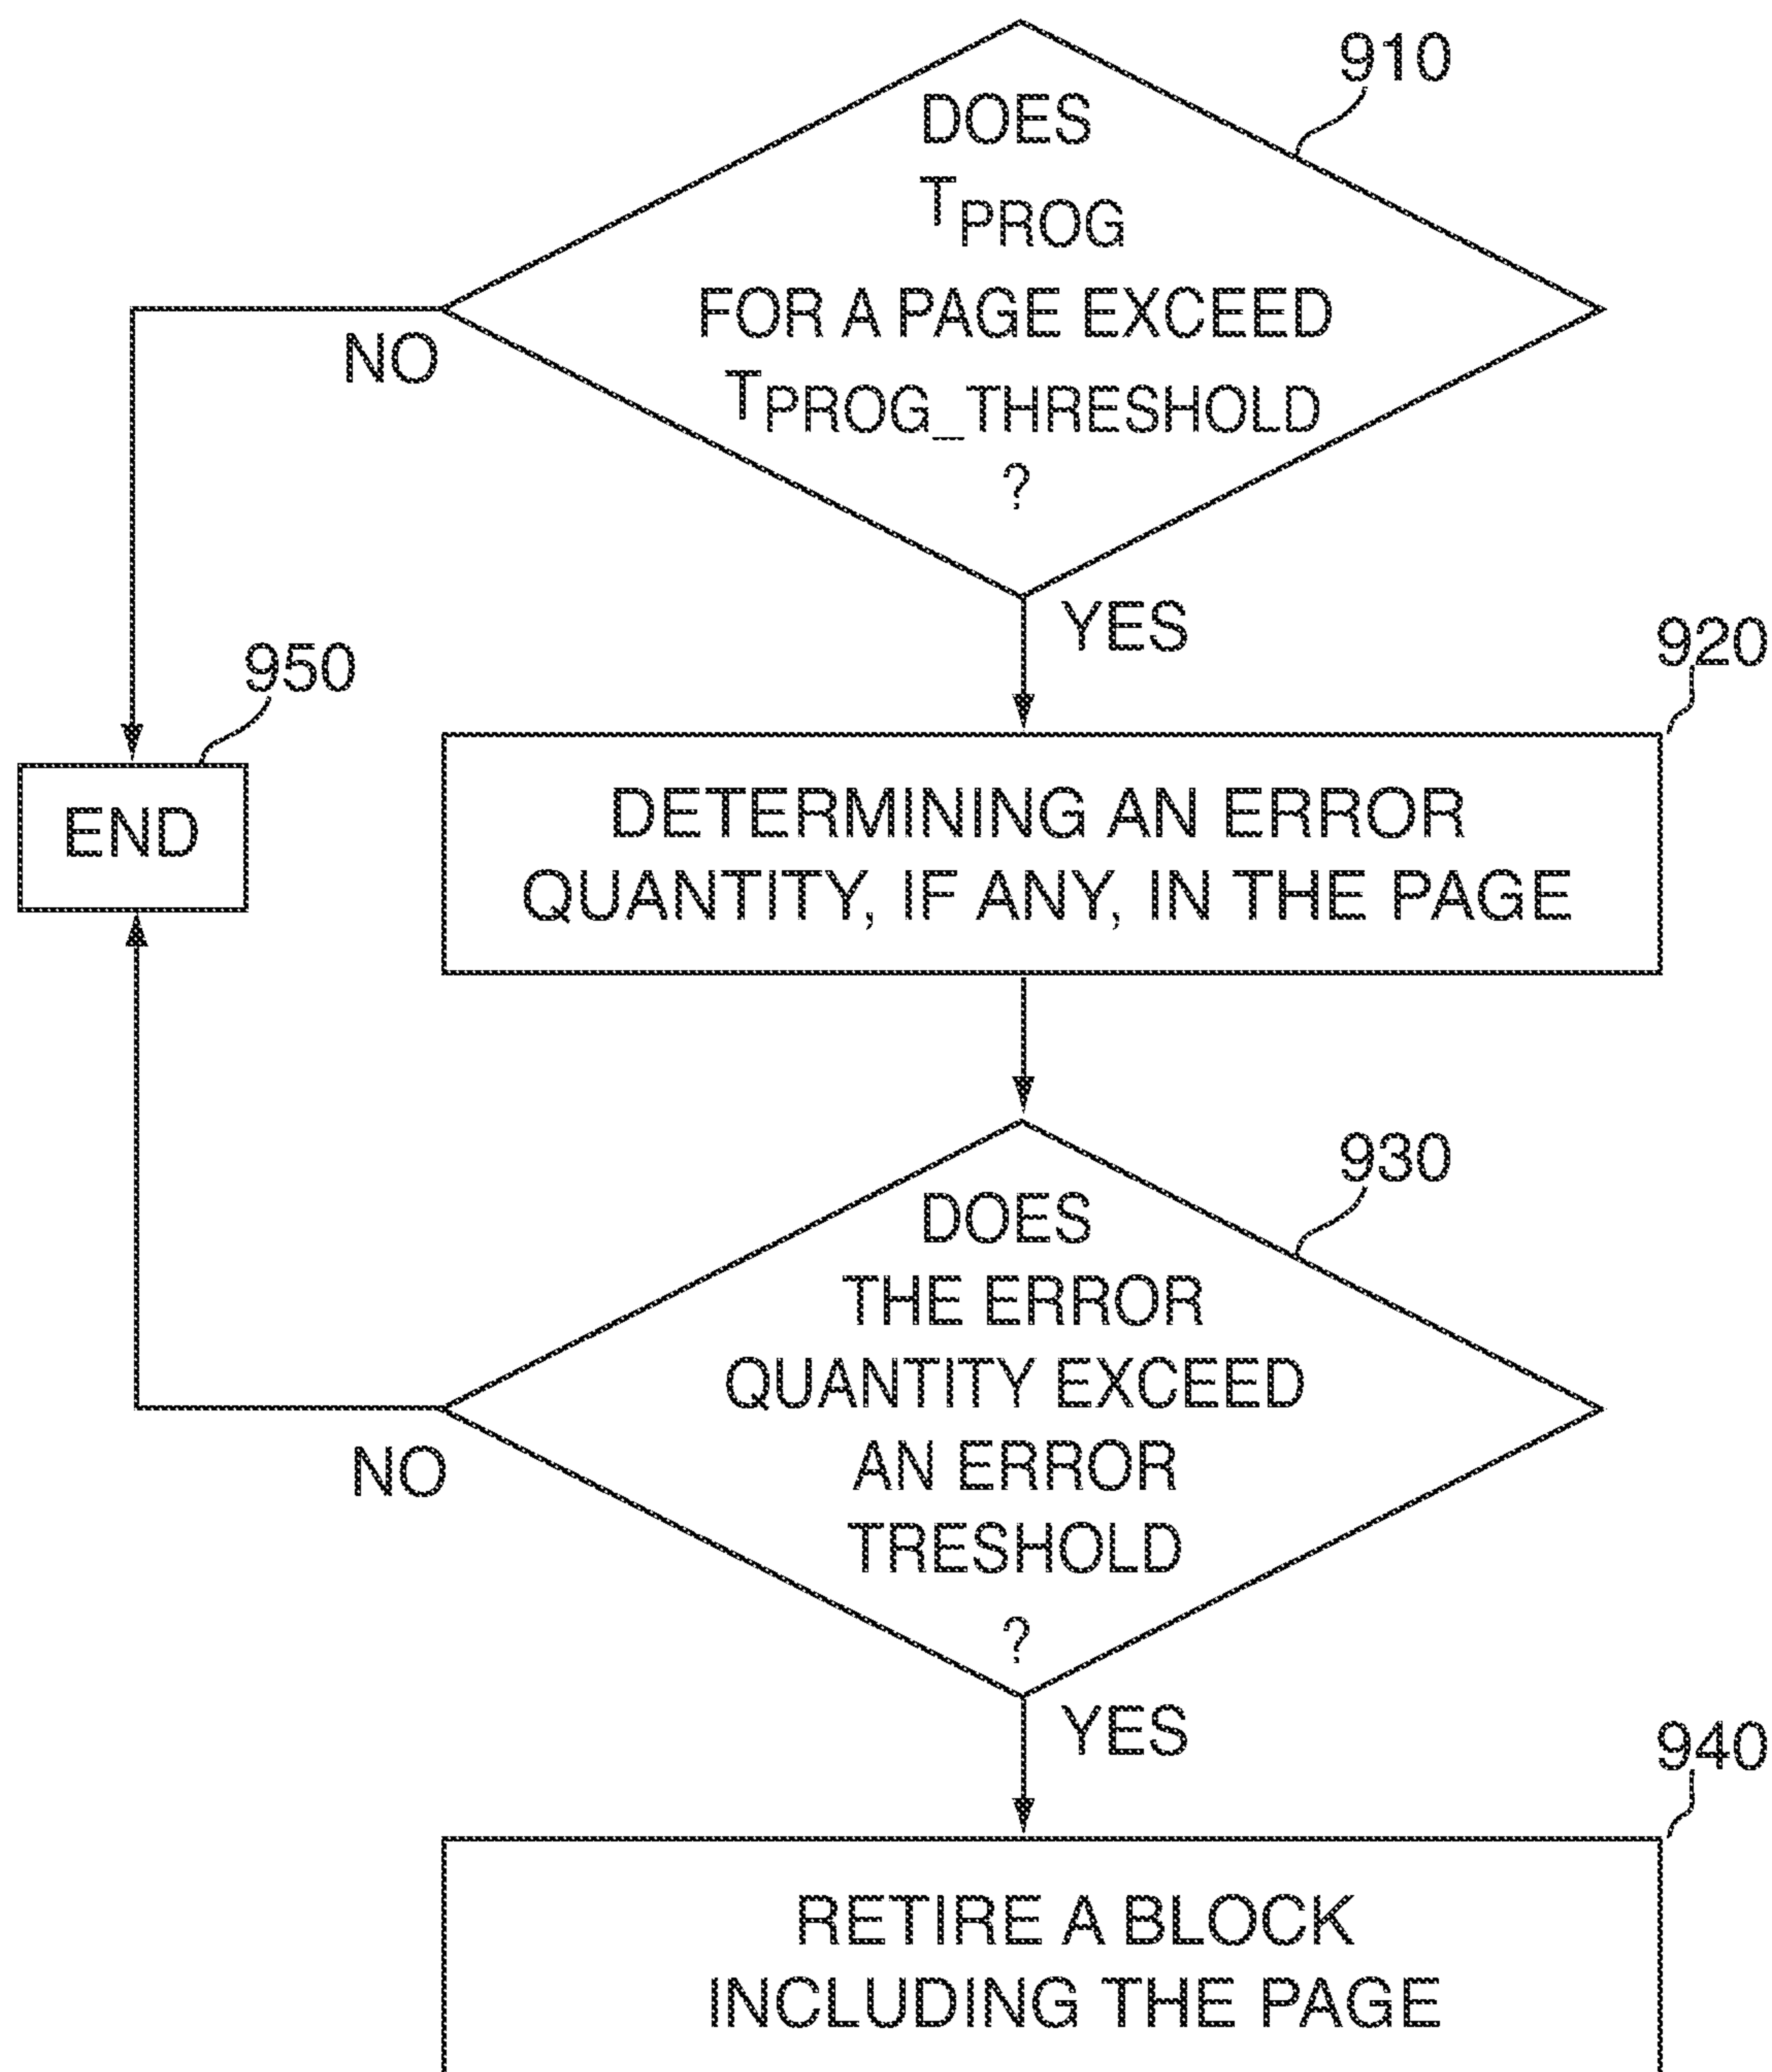 910
DOES
TPROG
FOR A PAGE EXCEED
TPROG_THRESHOLD
?
NO
YES
920
950
END
DETERMINING AN ERROR
QUANTITY, IF ANY, IN THE PAGE
930
DOES
THE ERROR
QUANTITY EXCEED
AN ERROR
TRESHOLD
?
NO
YES
940
RETIRE A BLOCK
INCLUDING THE PAGE